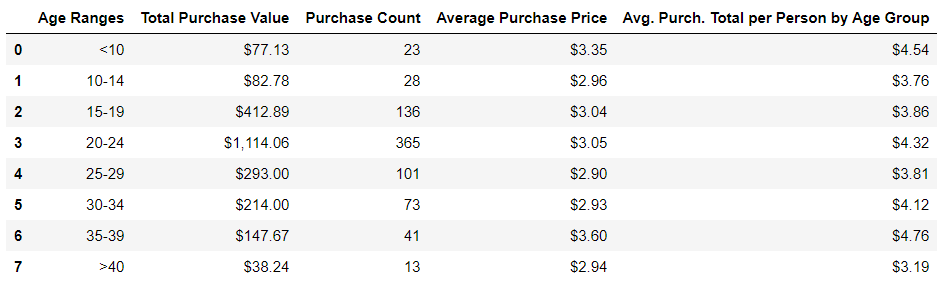 Age Ranges Total Purchase Value Purchase Count Average Purchase Price Avg. Purch. Total per Person by Age Group
0 <10 $77.13 23 $3.35 $4.54
1 10-14 $82.78 28 $2.96 $3.76
2 15-19 $412.89 136 $3.04 $3.86
3 20-24 $1,114.06 365 $3.05 $4.32
4 25-29 $293.00 101 $2.90 $3.81
5 30-34 $214.00 73 $2.93 $4.12
6 35-39 $147.67 41 $3.60 $4.76
7 >40 $38.24 13 $2.94 $3.19